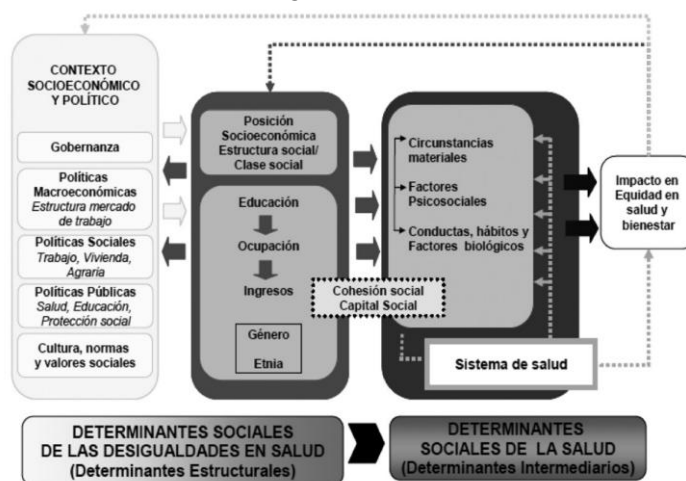 CONTEXTO
SOCIOECONÓMICO
Y POLÍTICO
Gobernanza
Políticas
Macroeconómicas
Estructura mercado
de trabajo
Políticas Sociales
Trabajo, Vivienda,
Agraria
Políticas Públicas
Salud, Educación,
Protección social
Cultura, normas
y valores sociales
Posición
Socioeconómica
Estructura social/
Clase social
Educación
Ocupación
Ingresos
Género
Etnia
Cohesión social
Capital Social
Circunstancias
materiales
Factores
Psicosociales
Conductas, hábitos y
Factores biológicos
Sistema de salud
Impacto en
Equidad en
salud y
bienestar
DETERMINANTES SOCIALES
DE LAS DESIGUALDADES EN SALUD
(Determinantes Estructurales)
DETERMINANTES
SOCIALES DE LA SALUD
(Determinantes Intermediarios)